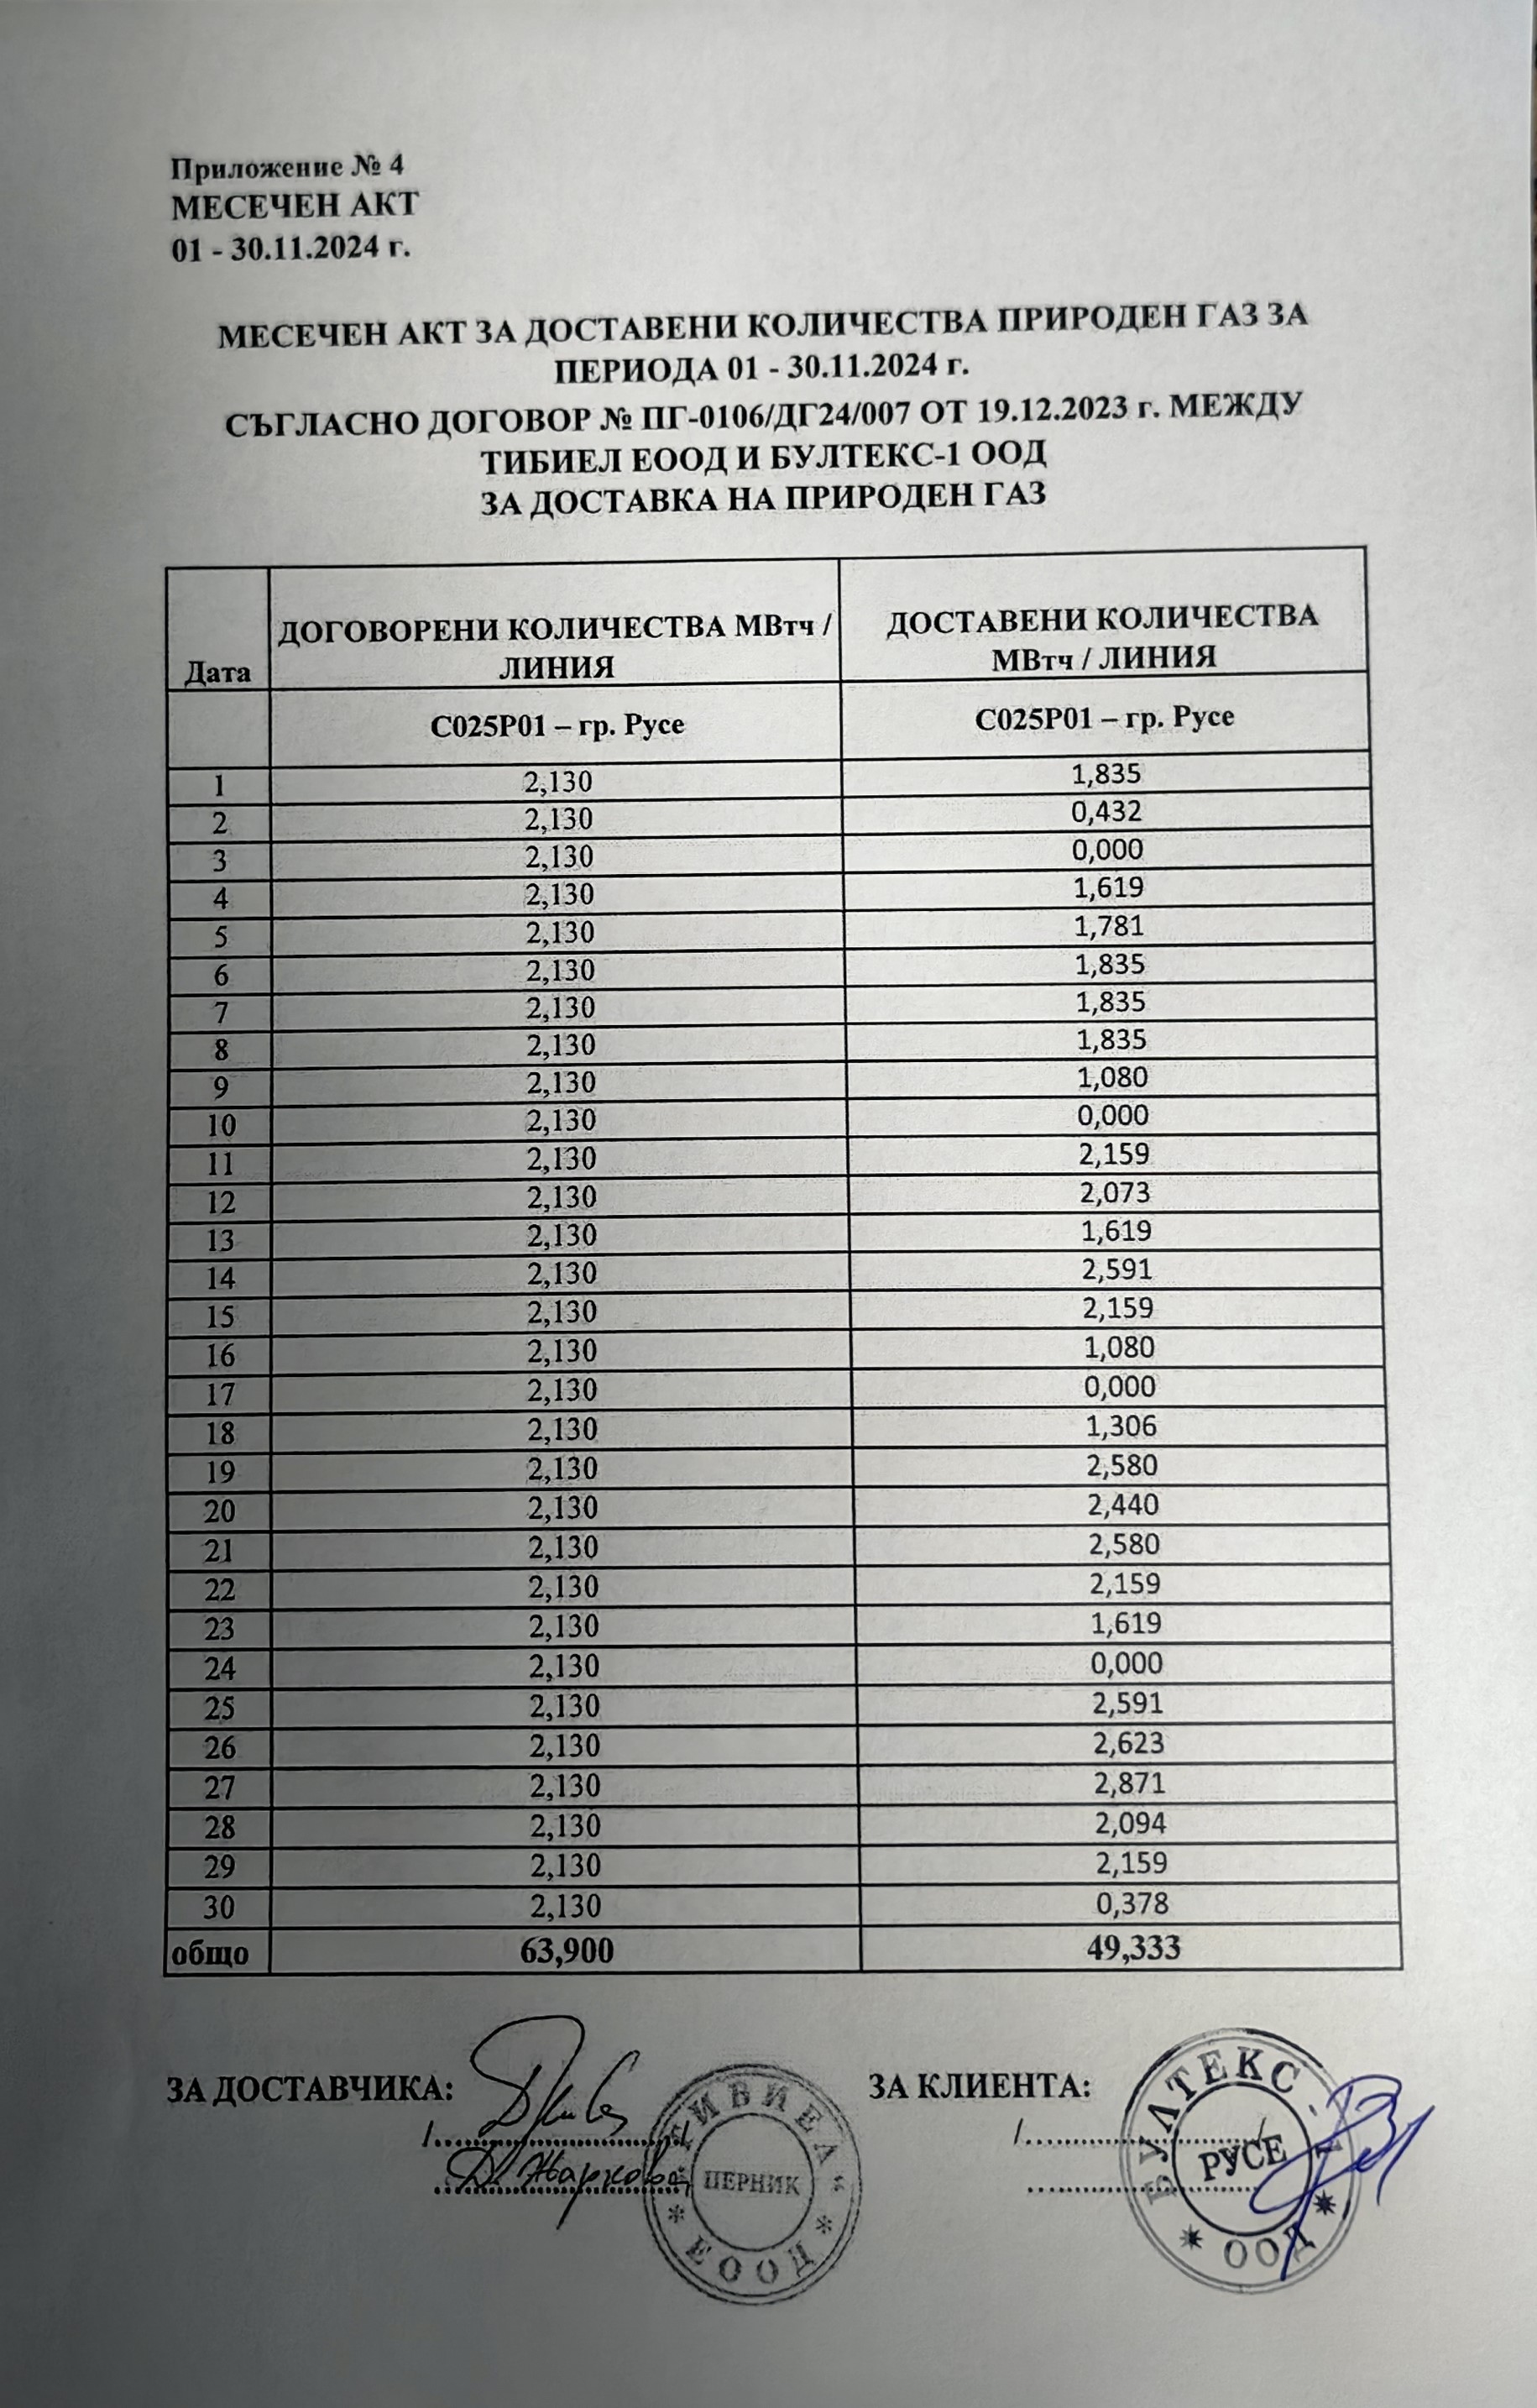 Приложение № 4
МЕСЕЧЕН АКТ
01 - 30.11.2024 г.
МЕСЕЧЕН АКТ ЗА ДОСТАВЕНИ КОЛИЧЕСТВА ПРИРОДЕН ГАЗ ЗА
ПЕРИОДА 01 - 30.11.2024 г.
СЪГЛАСНО ДОГОВОР № ПГ-0106/ДГ24/007 ОТ 19.12.2023 г. МЕЖДУ
ТИБИЕЛ ЕООД И БУЛТЕКС-1 ООД
ЗА ДОСТАВКА НА ПРИРОДЕН ГАЗ
Дата ДОГОВОРЕНИ КОЛИЧЕСТВА МВтч / ЛИНИЯ ДОСТАВЕНИ КОЛИЧЕСТВА МВтч / ЛИНИЯ
C025P01 – гр. Русе C025P01 – гр. Русе
1 2,130 1,835
2 2,130 0,432
3 2,130 0,000
4 2,130 1,619
5 2,130 1,781
6 2,130 1,835
7 2,130 1,835
8 2,130 1,835
9 2,130 1,080
10 2,130 0,000
11 2,130 2,159
12 2,130 2,073
13 2,130 1,619
14 2,130 2,591
15 2,130 2,159
16 2,130 1,080
17 2,130 0,000
18 2,130 1,306
19 2,130 2,580
20 2,130 2,440
21 2,130 2,580
22 2,130 2,159
23 2,130 1,619
24 2,130 0,000
25 2,130 2,591
26 2,130 2,623
27 2,130 2,871
28 2,130 2,094
29 2,130 2,159
30 2,130 0,378
общо 63,900 49,333
ЗА ДОСТАВЧИКА: ЗА КЛИЕНТА:
ТИБИЕЛ
ПЕРНИК
ЕООД
БУЛТЕКС - 1
РУСЕ
ООД